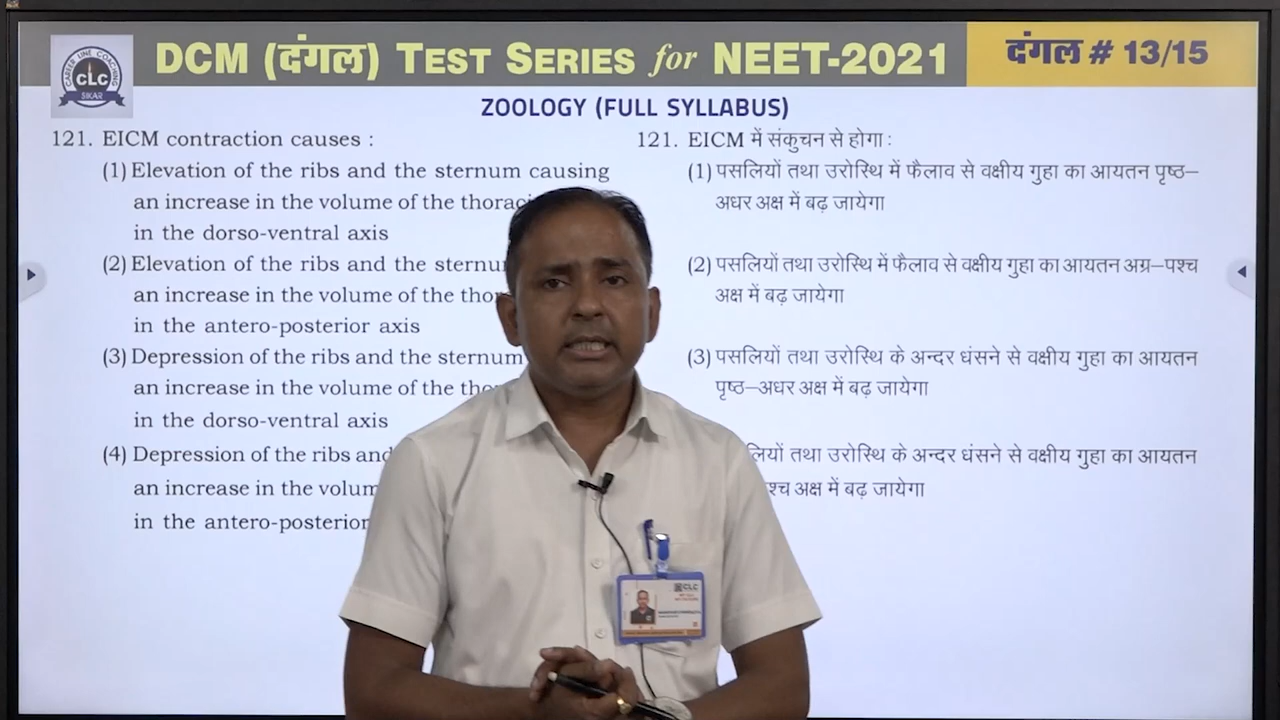 DCM (दंगल) TEST SERIES for NEET-2021
दंगल # 13/15
CAREER LINE COACHING
CLC
SIKAR
ZOOLOGY (FULL SYLLABUS)
121. EICM contraction causes :
(1) Elevation of the ribs and the sternum causing
an increase in the volume of the
in the dorso-ventral axis
(2) Elevation of the ribs and the
an increase in the volume of the
in the antero-posterior axis
(3) Depression of the ribs and the sternum
an increase in the volume of the
in the dorso-ventral axis
(4) Depression of the ribs and
an increase in the
in the antero-posterior
121. EICM में संकुचन से होगा :
(1) पसलियों तथा उरोस्थि में फैलाव से वक्षीय गुहा का आयतन पृष्ठ–
अधर अक्ष में बढ़ जायेगा
(2) पसलियों तथा उरोस्थि में फैलाव से वक्षीय गुहा का आयतन अग्र–पश्च
अक्ष में बढ़ जायेगा
(3) पसलियों तथा उरोस्थि के अन्दर धंसने से वक्षीय गुहा का आयतन
पृष्ठ–अधर अक्ष में बढ़ जायेगा
तथा उरोस्थि के अन्दर धंसने से वक्षीय गुहा का आयतन
अक्ष में बढ़ जायेगा
CLC